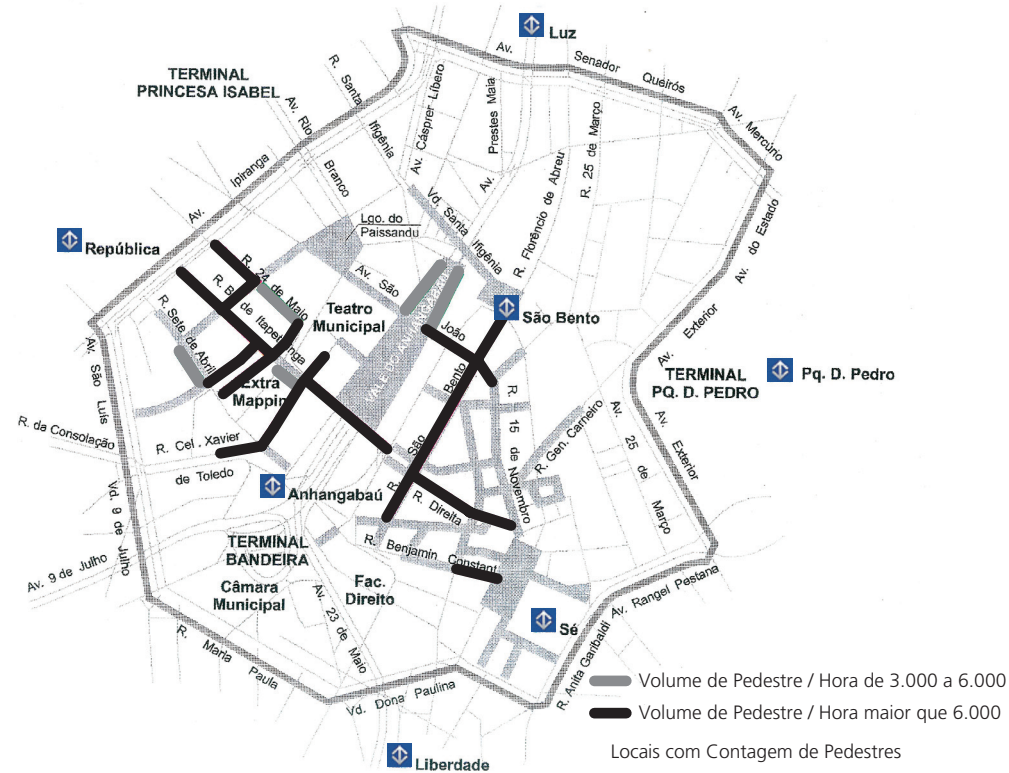 Luz
Av. Senador Queirós
TERMINAL
PRINCESA ISABEL
R. Santa Ifigênia
Av. Rio Branco
Av. Cásper Líbero
Prestes Maia
Av.
R. 25 de Março
Av. Mercúrio
Av. Ipiranga
Vd. Santa Ifigênia
R. Florêncio de Abreu
Av. do Estado
Lgo. do
Paissandu
República
R. 24 de Maio
Av. São João
R. B. de Itapetininga
Teatro
Municipal
VALE DO ANHANGABAÚ
São Bento
Av. Exterior
R. Sete de Abril
Extra
Mappin
TERMINAL
PQ. D. PEDRO
Pq. D. Pedro
Av. São Luís
R. São Bento
R. 15 de Novembro
R. Gen. Carneiro
Av. 25 de Março
Av. Exterior
R. da Consolação
R. Cel. Xavier
de Toledo
Anhangabaú
R. Direita
Vd. 9 de Julho
TERMINAL
BANDEIRA
R. Benjamin Constant
Av. 9 de Julho
Câmara
Municipal
Fac.
Direito
Av. 23 de Maio
Sé
Av. Rangel Pestana
R. Anita Garibaldi
R. Maria Paula
Vd. Dona Paulina
Liberdade
Volume de Pedestre / Hora de 3.000 a 6.000
Volume de Pedestre / Hora maior que 6.000
Locais com Contagem de Pedestres